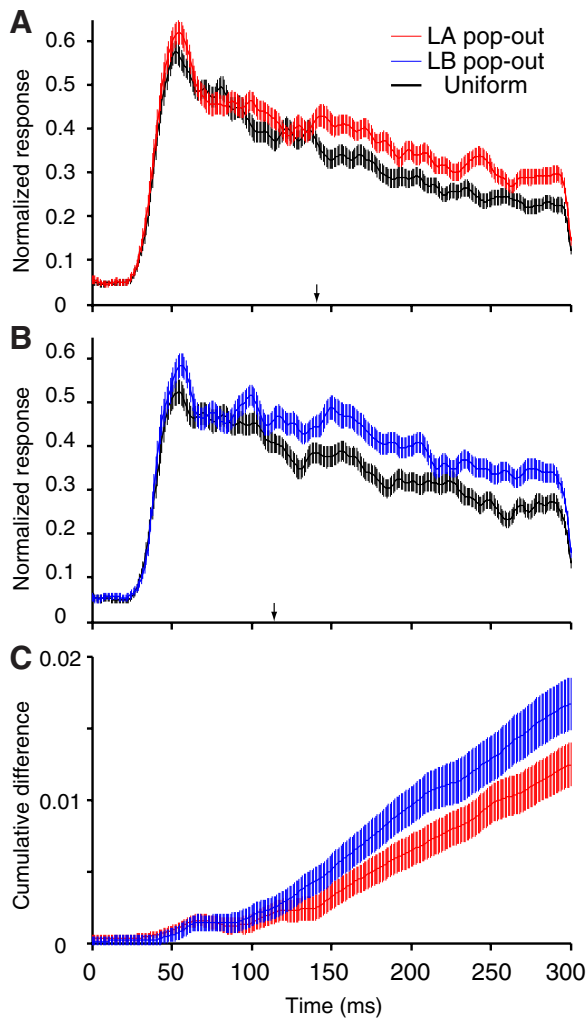 A
LA pop-out
LB pop-out
Uniform
Normalized response
0.6
0.5
0.4
0.3
0.2
0.1
0
B
Normalized response
0.6
0.5
0.4
0.3
0.2
0.1
0
C
Cumulative difference
0.02
0.01
0
0 50 100 150 200 250 300
Time (ms)